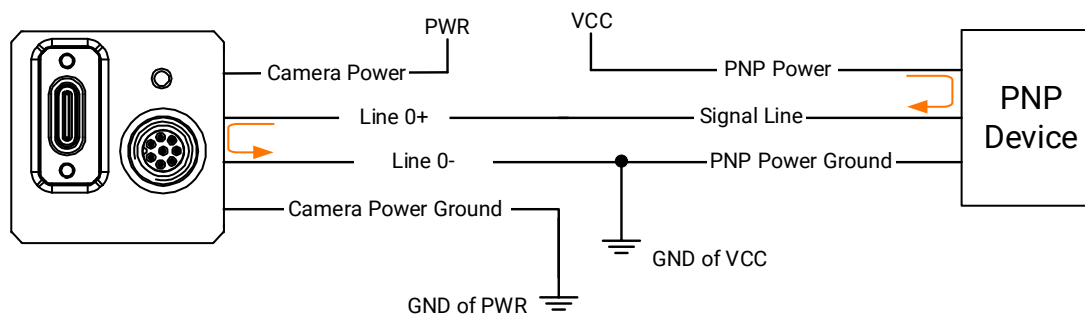 PWR
VCC
Camera Power
PNP Power
Line 0+
Signal Line
PNP
Device
Line 0-
PNP Power Ground
Camera Power Ground
GND of VCC
GND of PWR